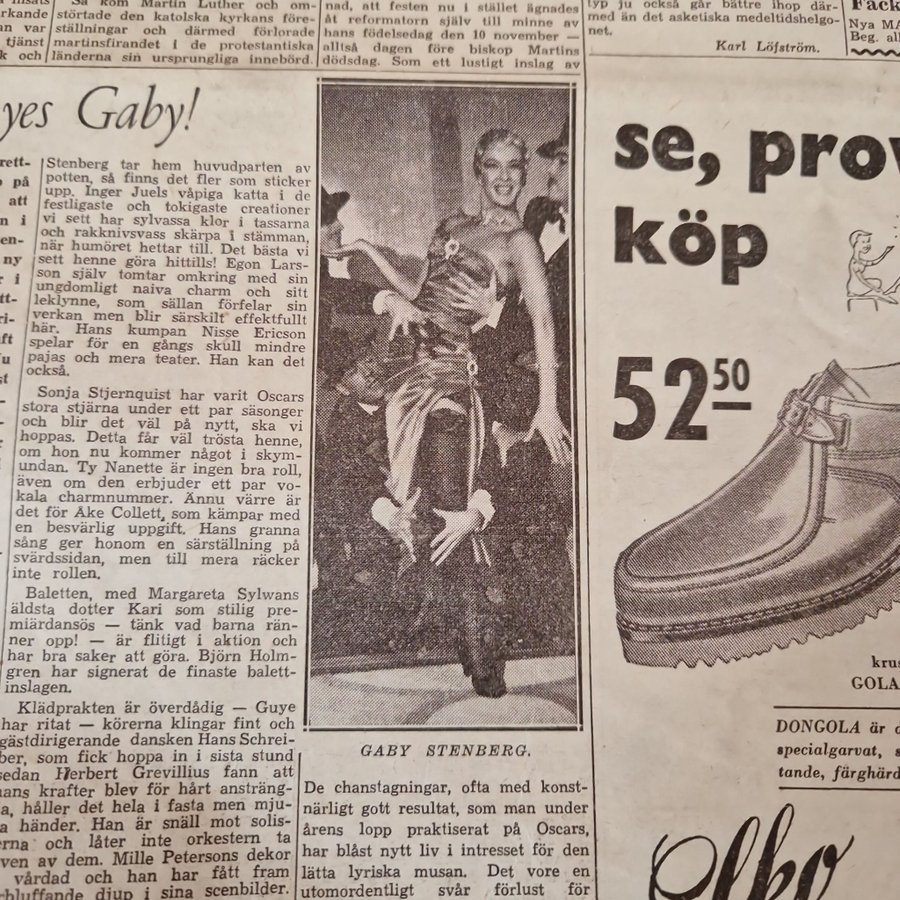 Så kom Martin Luther och om-
störtade den katolska kyrkans före-
ställningar och därmed förlorade
martinsfirandet i de protestantiska
länderna sin ursprungliga innebörd.
nad, att festen nu i stället ägnades
åt reformatorn själv till minne av
hans födelsedag den 10 november —
alltså dagen före biskop Martins
dödsdag. Som ett lustigt inslag av
typ ju också går bättre ihop där-
med än det asketiska medeltidshelgo-
net.
Karl Löfström.
Nya
Beg.
yes Gaby!
Stenberg tar hem huvudparten av
potten, så finns det fler som sticker
upp. Inger Juels våpiga katta i de
festligaste och tokigaste creationer
vi sett har sylvassa klor i tassarna
och rakknivsvass skärpa i stämman,
när humöret hettar till. Det bästa vi
sett henne göra hittills! Egon Lars-
son själv tomtar omkring med sin
ungdomligt naiva charm och sitt
leklynne, som sällan förfelar sin
verkan men blir särskilt effektfullt
här. Hans kumpan Nisse Ericson
spelar för en gångs skull mindre
pajas och mera teater. Han kan det
också.
Sonja Stjernquist har varit Oscars
stora stjärna under ett par säsonger
och blir det väl på nytt, ska vi
hoppas. Detta får väl trösta henne,
om hon nu kommer något i skym-
undan. Ty Nanette är ingen bra roll,
även om den erbjuder ett par vo-
kala charmnummer. Ännu värre är
det för Åke Collett, som kämpar med
en besvärlig uppgift. Hans granna
sång ger honom en särställning på
svärdssidan, men till mera räcker
inte rollen.
Baletten, med Margareta Sylwans
äldsta dotter Kari som stilig pre-
miärdansös — tänk vad barna rän-
ner opp! — är flitigt i aktion och
har bra saker att göra. Björn Holm-
gren har signerat de finaste balett-
inslagen.
Klädprakten är överdådig — Guye
har ritat — körerna klingar fint och
gästdirigerande dansken Hans Schrei-
ber, som fick hoppa in i sista stund
sedan Herbert Grevillius fann att
hans krafter blev för hårt ansträng-
a, håller det hela i fasta men mju-
a händer. Han är snäll mot solis-
erna och låter inte orkestern ta
ven av dem. Mille Petersons dekor
vårdad och han har fått fram
bluffande djup i sina scenbilder.
GABY STENBERG.
De chanstagningar, ofta med konst-
närligt gott resultat, som man under
årens lopp praktiserat på Oscars,
har blåst nytt liv i intresset för den
lätta lyriska musan. Det vore en
utomordentligt svår förlust för
se, prov
köp
52 50
krus
GOLA
DONGOLA är
specialgarvat,
tande, färghärd
Elko